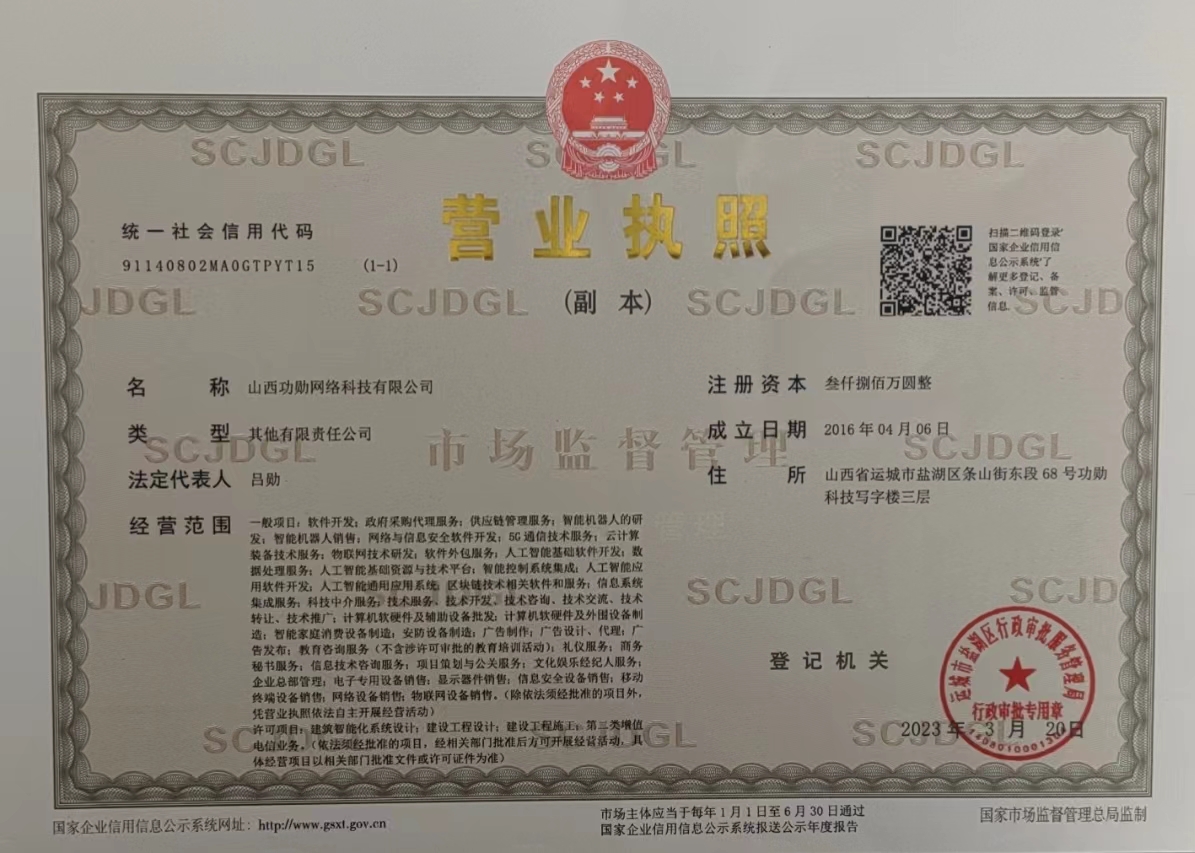 SCJDGL
SCJDGL
营业执照
(副 本)
统一社会信用代码
91140802MA0GTPYT15 (1-1)
扫描二维码登录‘
国家企业信用信
息公示系统’了
解更多登记、备
案、许可、监管
信息。
JDGL
SCJDGL
SCJDGL
SCJD
名称 山西功勋网络科技有限公司
类型 其他有限责任公司
法定代表人 吕勋
经营范围 一般项目：软件开发；政府采购代理服务；供应链管理服务；智能机器人的研
发；智能机器人销售；网络与信息安全软件开发；5G通信技术服务；云计算
装备技术服务；物联网技术研发；软件外包服务；人工智能基础软件开发；数
据处理服务；人工智能基础资源与技术平台；智能控制系统集成；人工智能应
用软件开发；人工智能通用应用系统；区块链技术相关软件和服务；信息系统
集成服务；科技中介服务；技术服务、技术开发、技术咨询、技术交流、技术
转让、技术推广；计算机软硬件及辅助设备批发；计算机软硬件及外围设备制
造；智能家庭消费设备制造；安防设备制造；广告制作；广告设计、代理；广
告发布；教育咨询服务（不含涉许可审批的教育培训活动）；礼仪服务；商务
秘书服务；信息技术咨询服务；项目策划与公关服务；文化娱乐经纪人服务；
企业总部管理；电子专用设备销售；显示器件销售；信息安全设备销售；移动
终端设备销售；网络设备销售；物联网设备销售。（除依法须经批准的项目外，
凭营业执照依法自主开展经营活动）
许可项目：建筑智能化系统设计；建设工程设计；建设工程施工；第二类增值
电信业务。（依法须经批准的项目，经相关部门批准后方可开展经营活动，具
体经营项目以相关部门批准文件或许可证件为准）
注册资本 叁仟捌佰万圆整
成立日期 2016年04月06日
住所 山西省运城市盐湖区条山街东段68号功勋
科技写字楼三层
SCJDGL
市场监督管理
SCJDGL
JDGL
SCJDGL
SCJD
登记机关
运城市盐湖区行政审批服务管理局
行政审批专用章
2023年3月20日
SCJDGL
国家企业信用信息公示系统网址：http://www.gsxt.gov.cn
市场主体应当于每年1月1日至6月30日通过
国家企业信用信息公示系统报送公示年度报告
国家市场监督管理总局监制